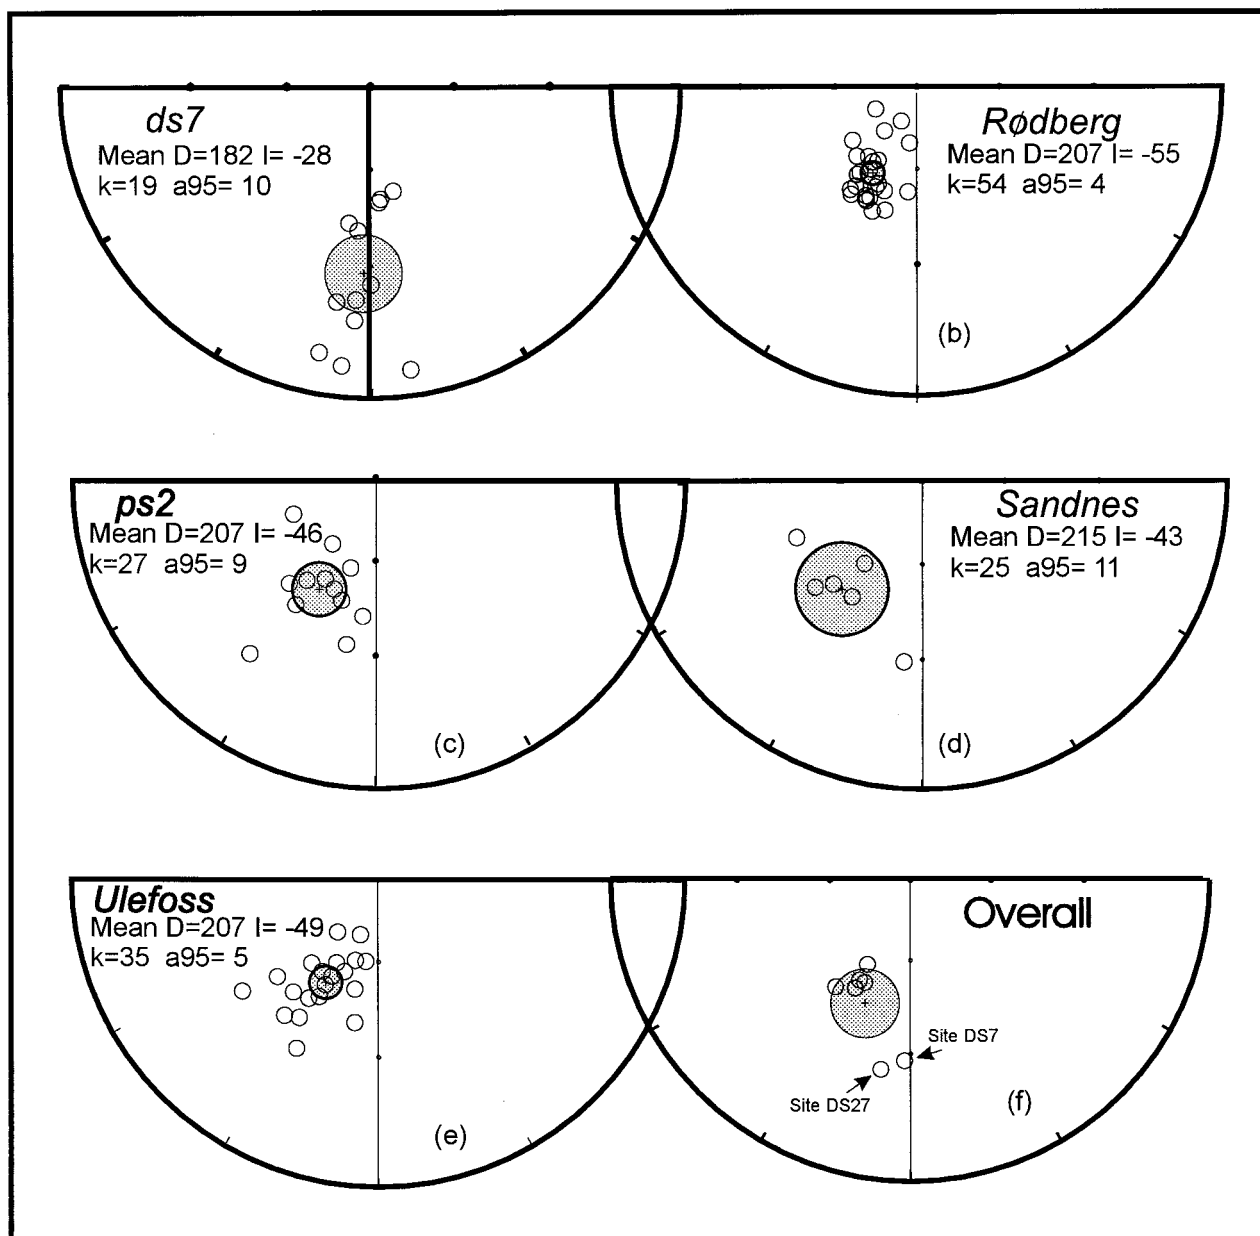 ds7
Mean D=182 I= -28
k=19 a95= 10
Rødberg
Mean D=207 I= -55
k=54 a95= 4
(b)
ps2
Mean D=207 I= -46
k=27 a95= 9
(c)
Sandnes
Mean D=215 I= -43
k=25 a95= 11
(d)
Ulefoss
Mean D=207 I= -49
k=35 a95= 5
(e)
Overall
Site DS7
Site DS27
(f)